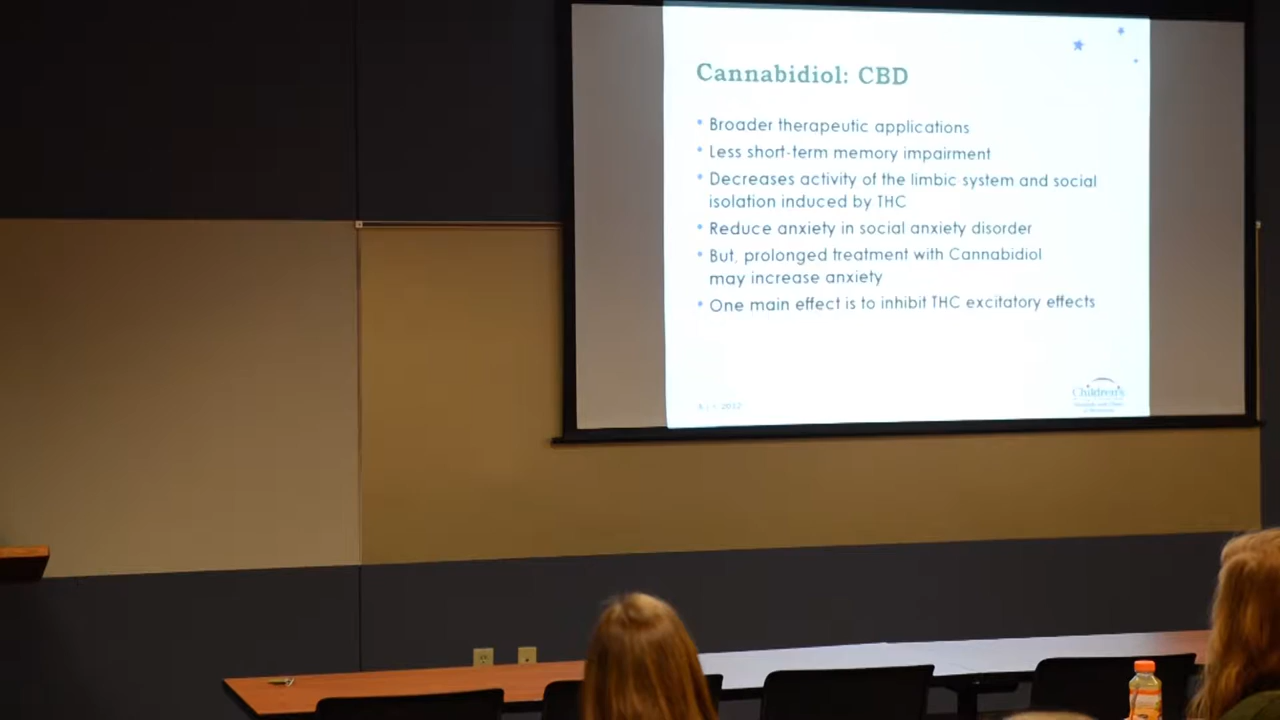 Cannabidiol: CBD
• Broader therapeutic applications
• Less short-term memory impairment
• Decreases activity of the limbic system and social
isolation induced by THC
• Reduce anxiety in social anxiety disorder
• But, prolonged treatment with Cannabidiol
may increase anxiety
• One main effect is to inhibit THC excitatory effects
Children's